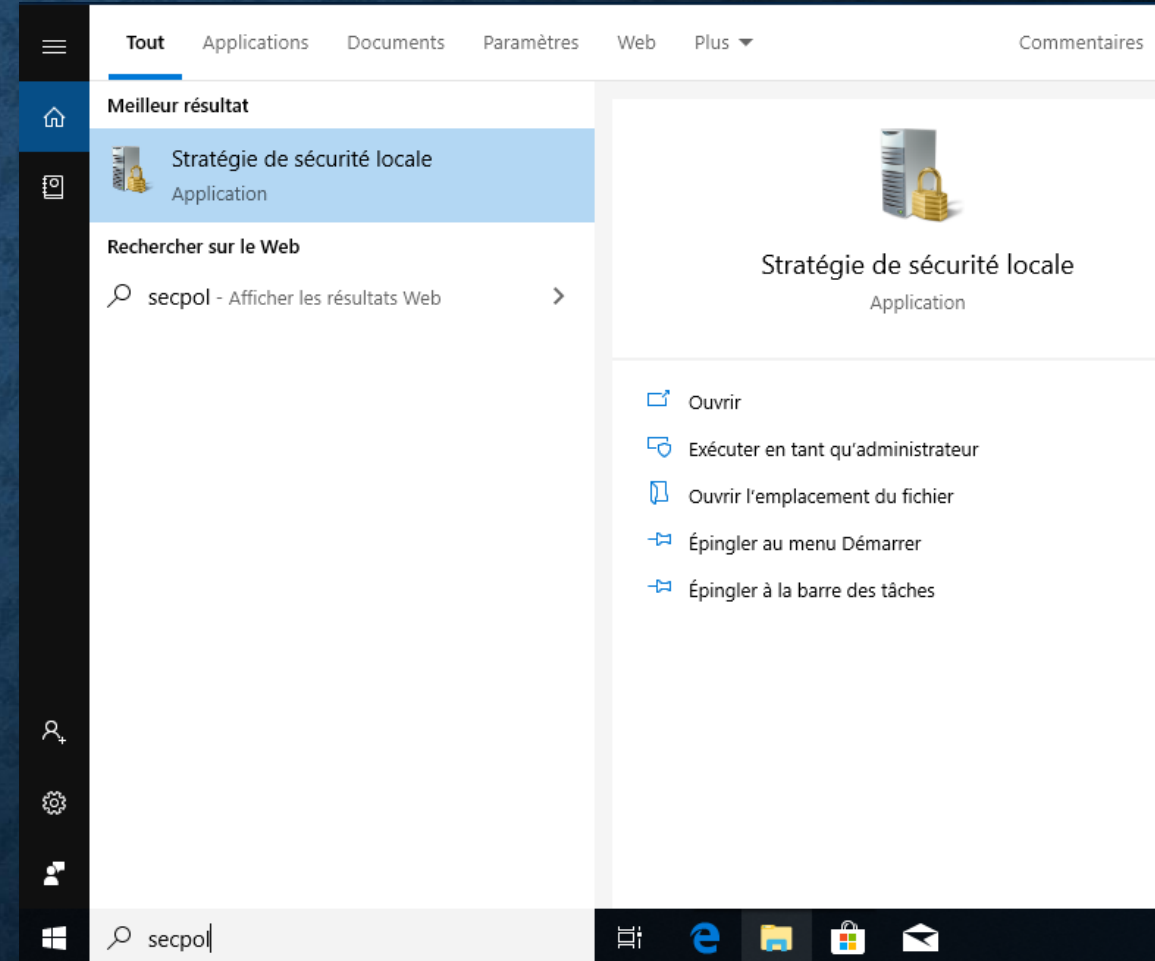 Tout Applications Documents Paramètres Web Plus Commentaires
Meilleur résultat
Stratégie de sécurité locale
Application
Rechercher sur le Web
secpol - Afficher les résultats Web
Stratégie de sécurité locale
Application
Ouvrir
Exécuter en tant qu'administrateur
Ouvrir l'emplacement du fichier
Épingler au menu Démarrer
Épingler à la barre des tâches
secpol